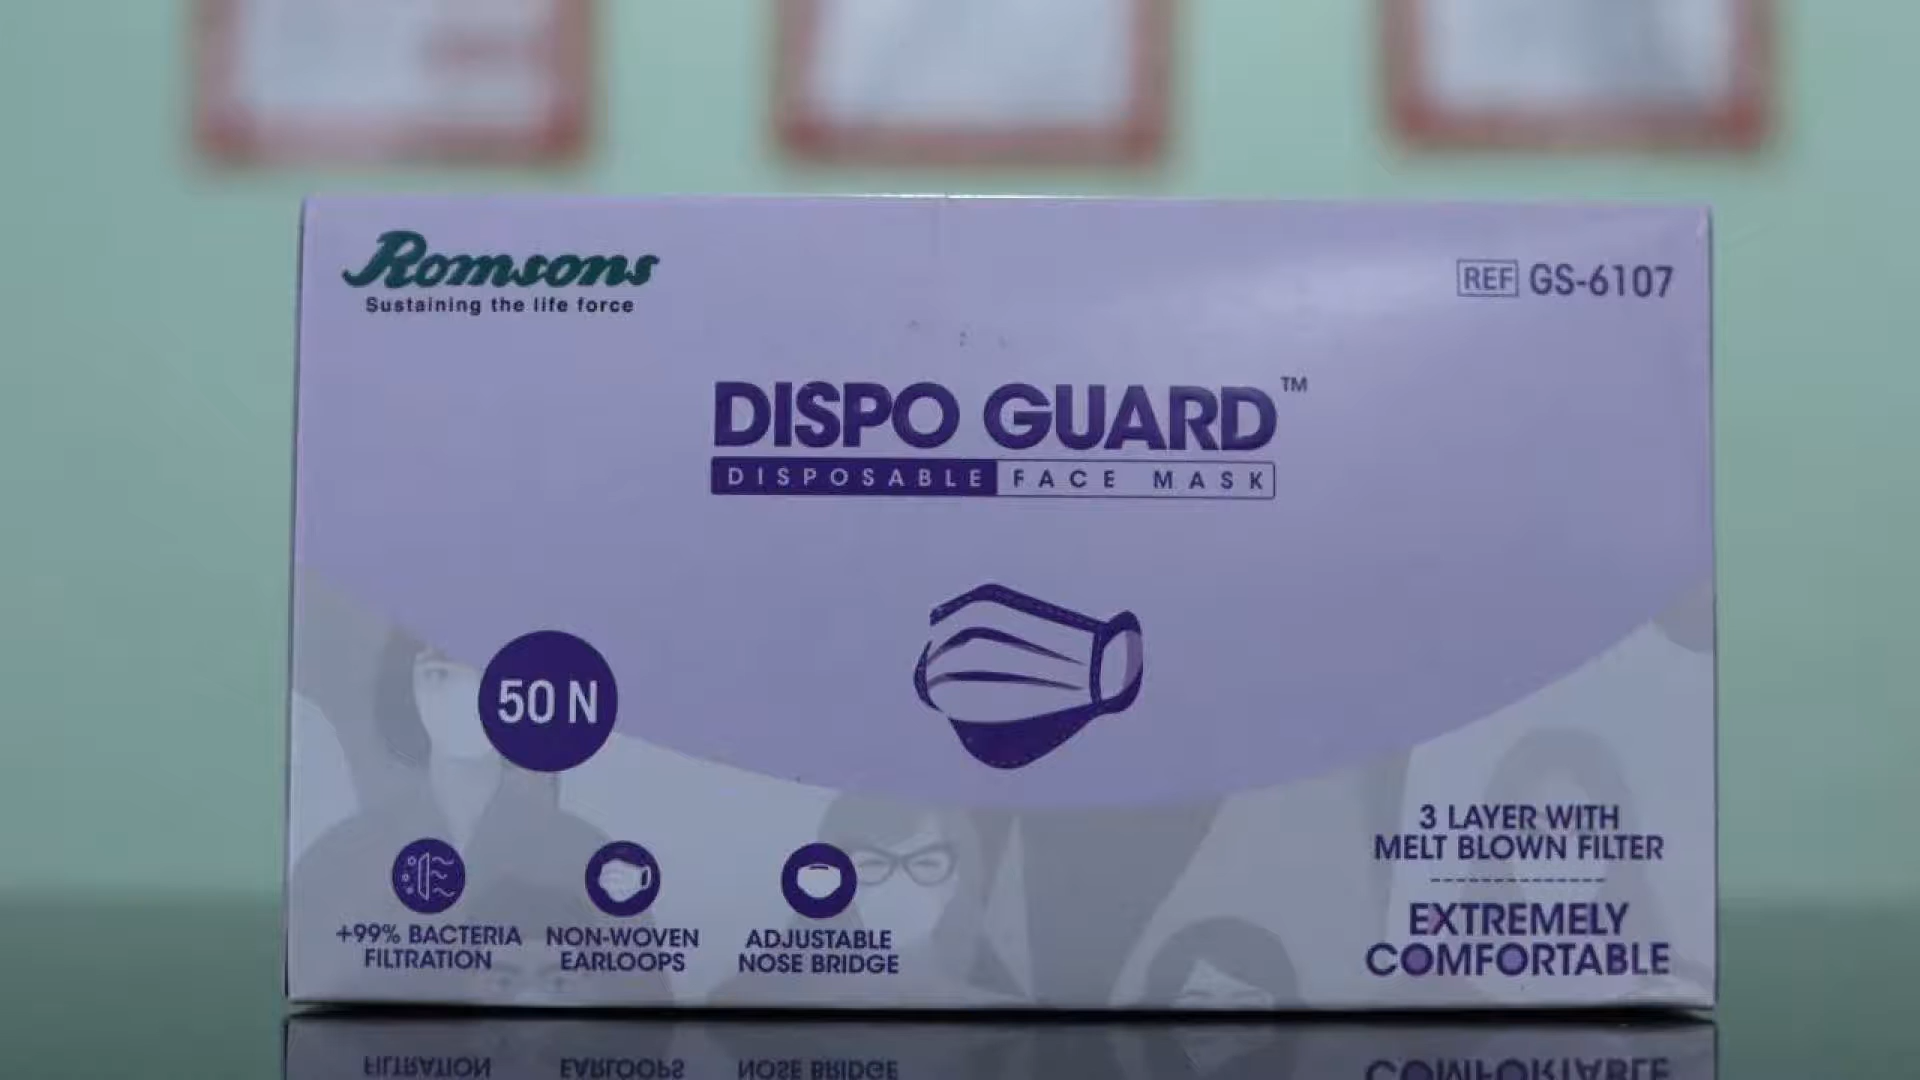 Romsons
Sustaining the life force
REF GS-6107
DISPO GUARD™
DISPOSABLE FACE MASK
50 N
3 LAYER WITH
MELT BLOWN FILTER
EXTREMELY
COMFORTABLE
+99% BACTERIA
FILTRATION
NON-WOVEN
EARLOOPS
ADJUSTABLE
NOSE BRIDGE